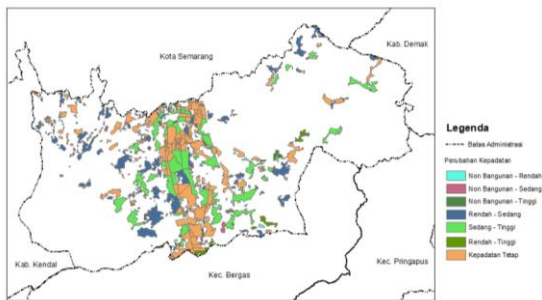 Kota Semarang
Kab. Demak
Kab. Kendal
Kec. Bergas
Kec. Pringapus
Legenda
Batas Administrasi
Perubahan Kepadatan
Non Bangunan - Rendah
Non Bangunan - Sedang
Non Bangunan - Tinggi
Rendah - Sedang
Sedang - Tinggi
Rendah - Tinggi
Kepadatan Tetap